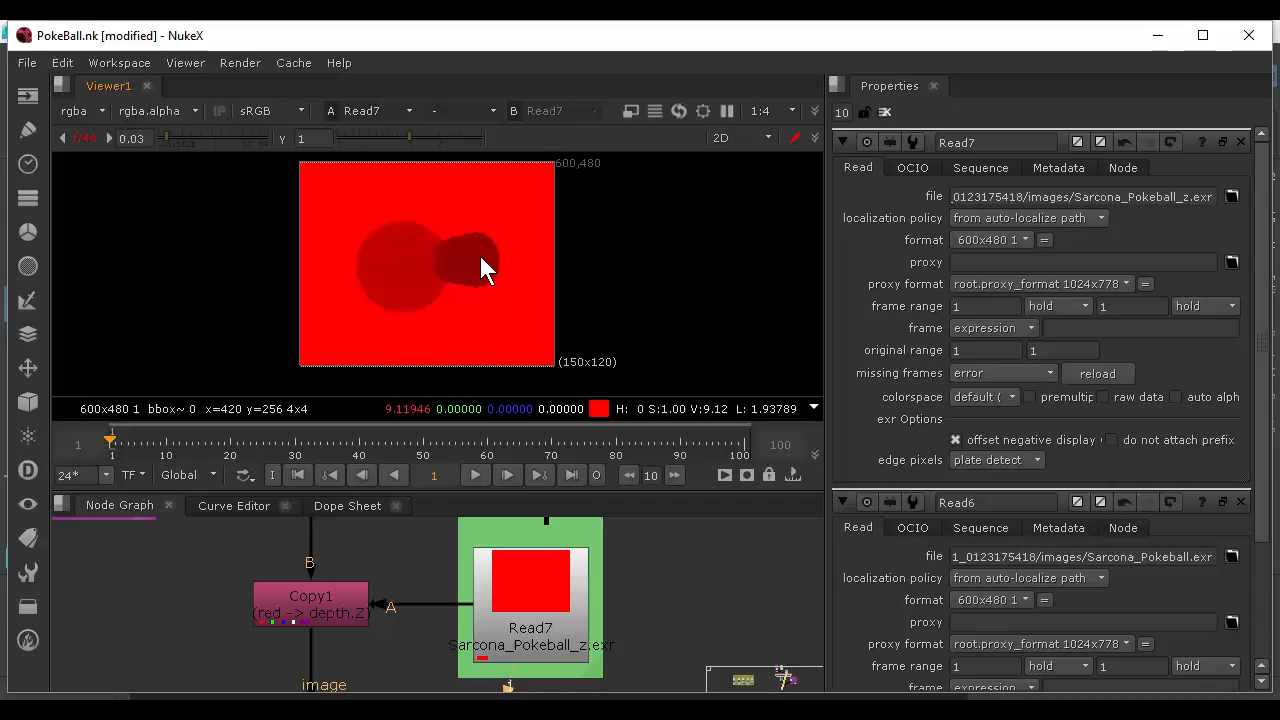 PokeBall.nk [modified] - NukeX
File Edit Workspace Viewer Render Cache Help
Viewer1
rgba rgba.alpha IP sRGB A Read7 - B Read7 1:4
f/46 0.03 Y 1 2D
600,480
(150x120)
600x480 1 bbox~ 0 x=420 y=256 4x4 9.11946 0.00000 0.00000 0.00000 H: 0 S:1.00 V:9.12 L: 1.93789
1 1 100
1 10 20 30 40 50 60 70 80 90 100
24* TF Global I 1 O 10
Node Graph Curve Editor Dope Sheet
B
Copy1
(red -> depth.Z)
A
Read7
Sarcona_Pokeball_z.exr
image
Properties
10
Read7
Read OCIO Sequence Metadata Node
file _0123175418/images/Sarcona_Pokeball_z.exr
localization policy from auto-localize path
format 600x480 1 =
proxy
proxy format root.proxy_format 1024x778 =
frame range 1 hold 1 hold
frame expression
original range 1 1
missing frames error reload
colorspace default ( premultip raw data auto alph
exr Options
offset negative display do not attach prefix
edge pixels plate detect
Read6
Read OCIO Sequence Metadata Node
file 1_0123175418/images/Sarcona_Pokeball.exr
localization policy from auto-localize path
format 600x480 1 =
proxy
proxy format root.proxy_format 1024x778 =
frame range 1 hold 1 hold
frame expression